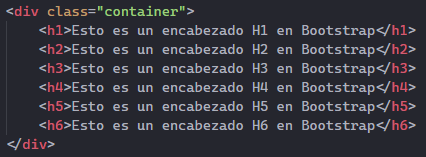 <div class="container">
<h1>Esto es un encabezado H1 en Bootstrap</h1>
<h2>Esto es un encabezado H2 en Bootstrap</h2>
<h3>Esto es un encabezado H3 en Bootstrap</h3>
<h4>Esto es un encabezado H4 en Bootstrap</h4>
<h5>Esto es un encabezado H5 en Bootstrap</h5>
<h6>Esto es un encabezado H6 en Bootstrap</h6>
</div>